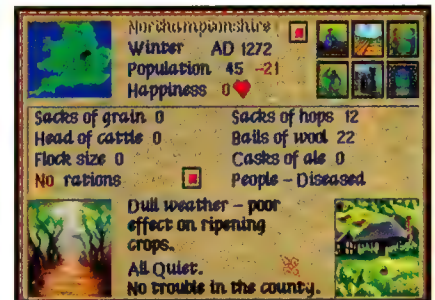 Northamptonshire
Winter AD 1272
Population 45 -21
Happiness 0
Sacks of grain 0 Sacks of hops 12
Head of cattle 0 Bails of wool 22
Flock size 0 Casks of ale 0
No rations People - Diseased
Dull weather - poor
effect on ripening
crops.
All Quiet.
No trouble in the county.